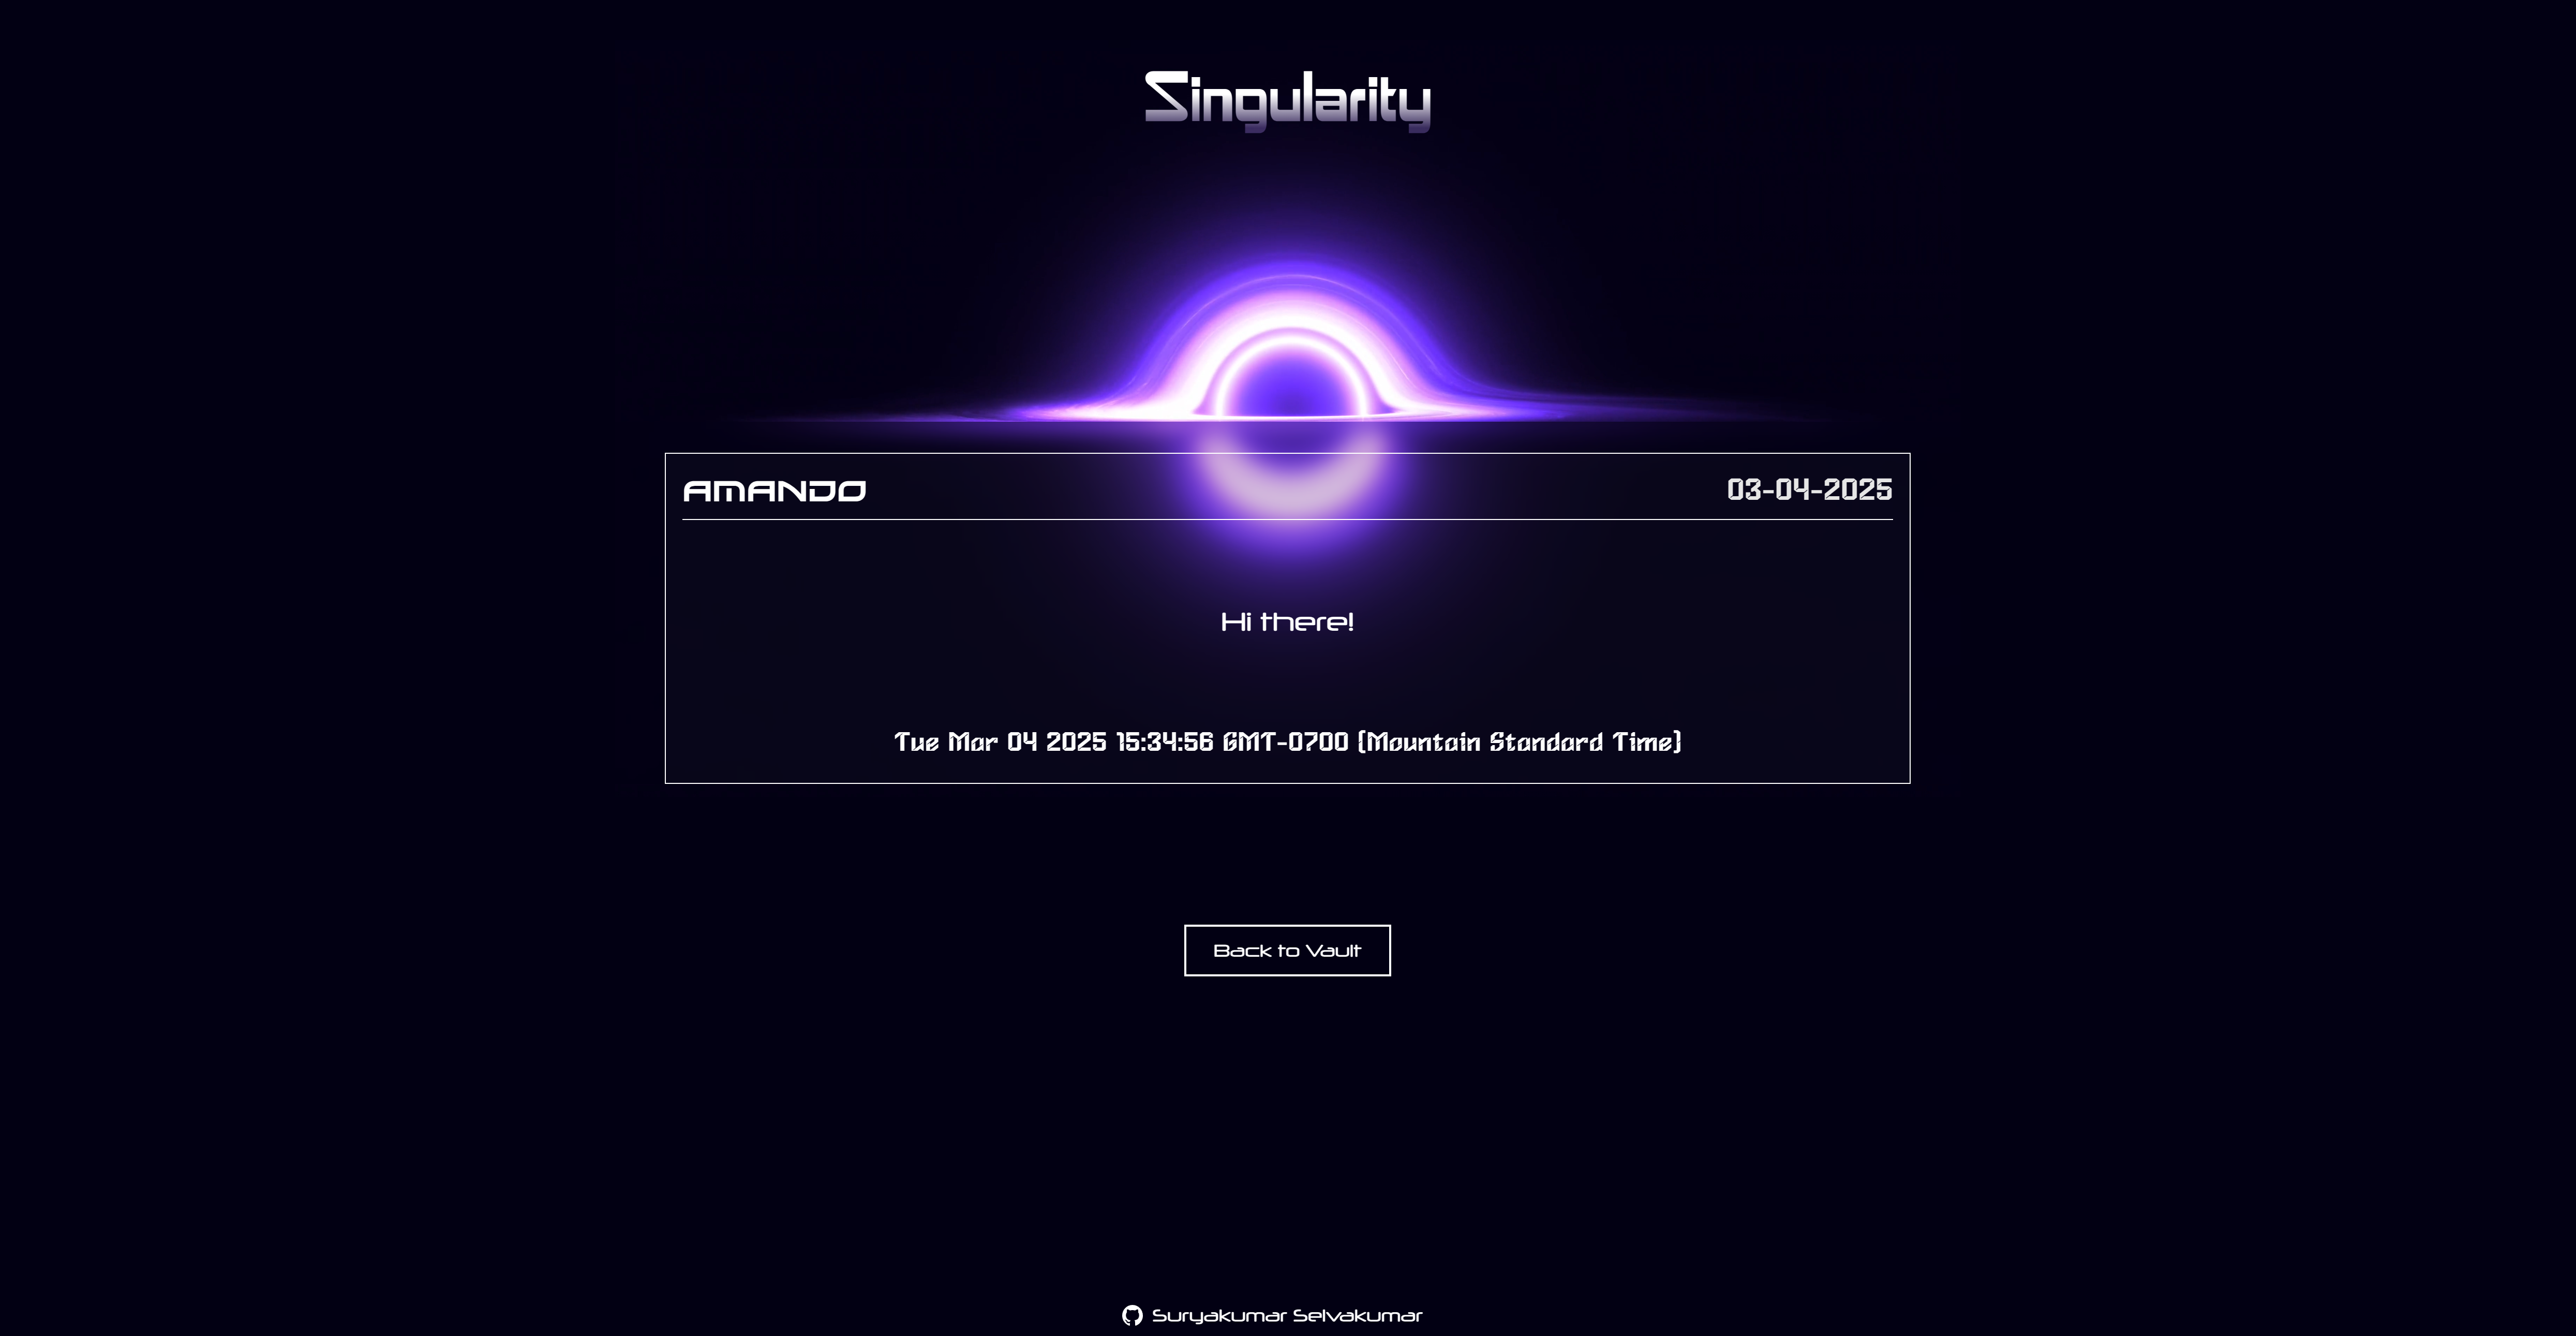 Singularity
AMANDO
03-04-2025
Hi there!
Tue Mar 04 2025 15:34:56 GMT-0700 (Mountain Standard Time)
Back to Vault
Suryakumar Selvakumar